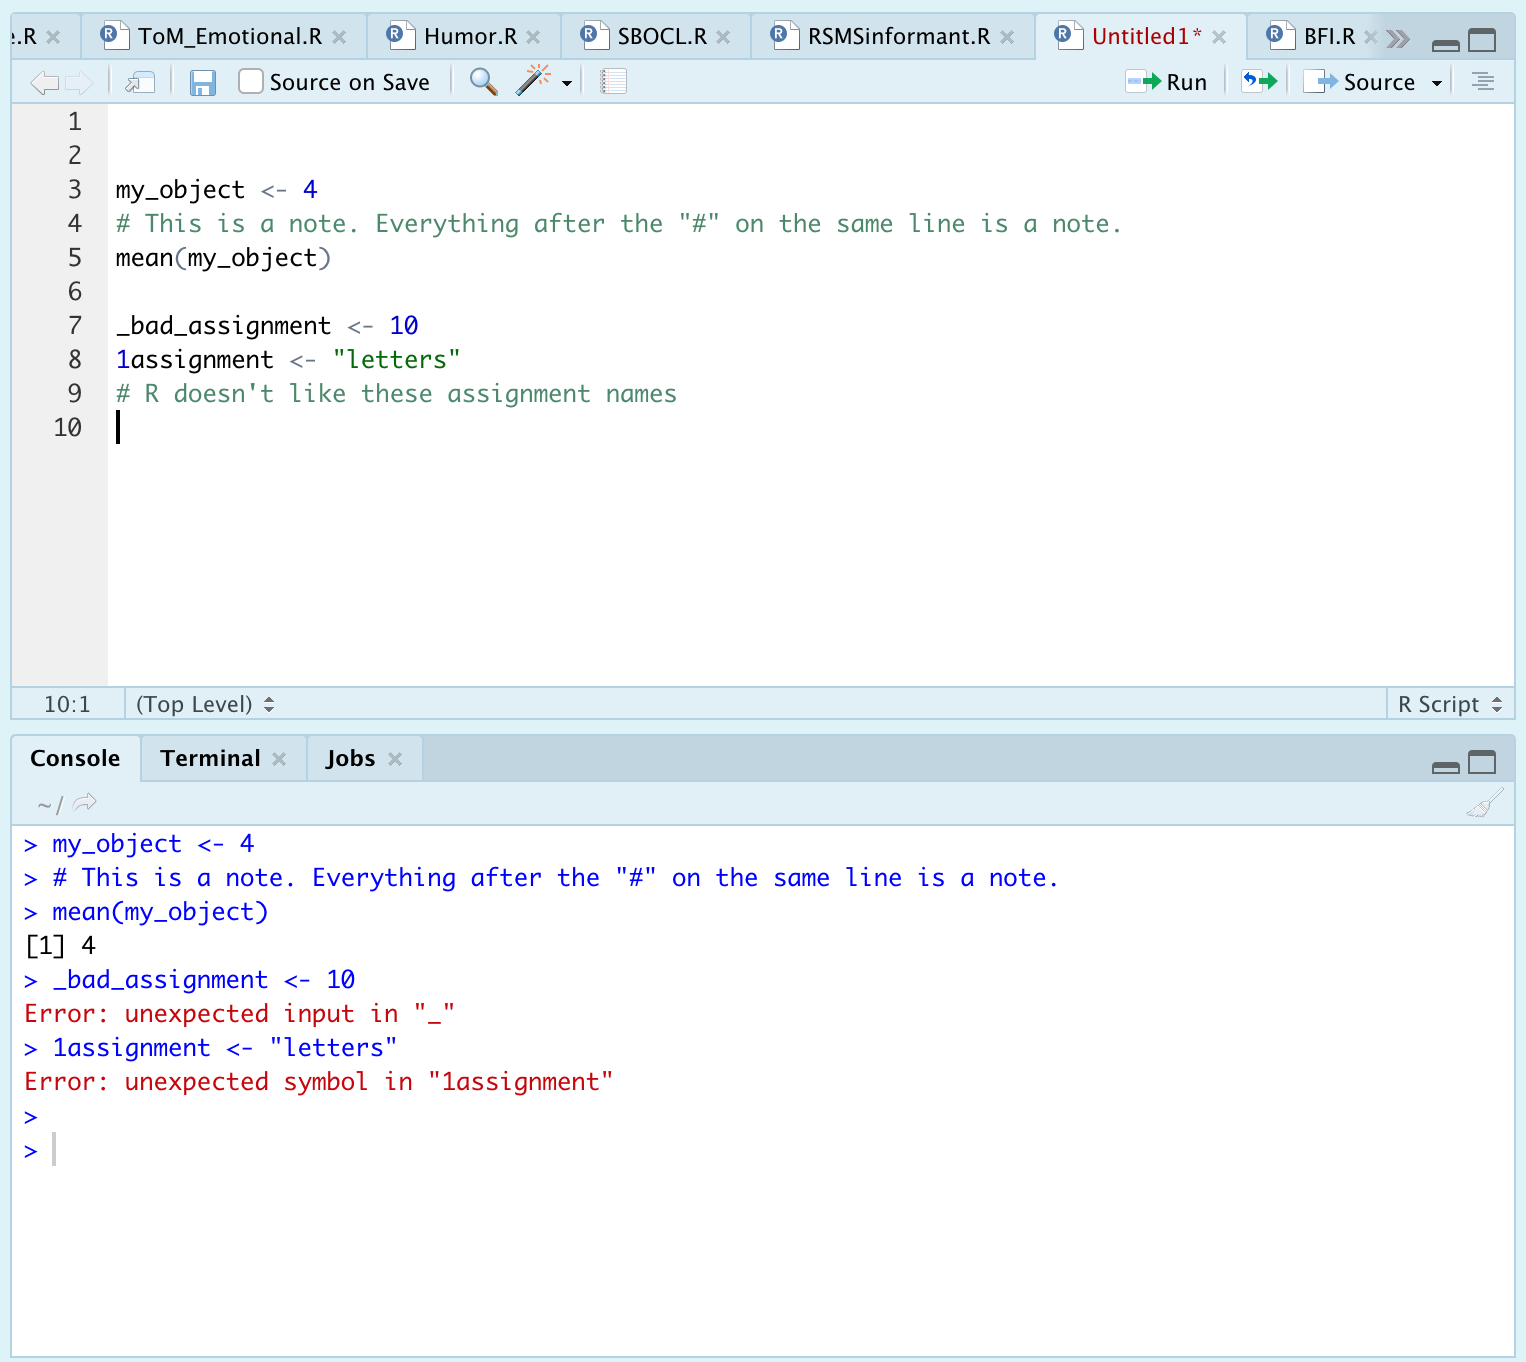 e.R ToM_Emotional.R Humor.R SBOCL.R RSMSinformant.R Untitled1* BFI.R
Source on Save Run Source
1
2
3 my_object <- 4
4 # This is a note. Everything after the "#" on the same line is a note.
5 mean(my_object)
6
7 _bad_assignment <- 10
8 1assignment <- "letters"
9 # R doesn't like these assignment names
10
10:1 (Top Level) R Script
Console Terminal Jobs
~/
> my_object <- 4
> # This is a note. Everything after the "#" on the same line is a note.
> mean(my_object)
[1] 4
> _bad_assignment <- 10
Error: unexpected input in "_"
> 1assignment <- "letters"
Error: unexpected symbol in "1assignment"
>
>